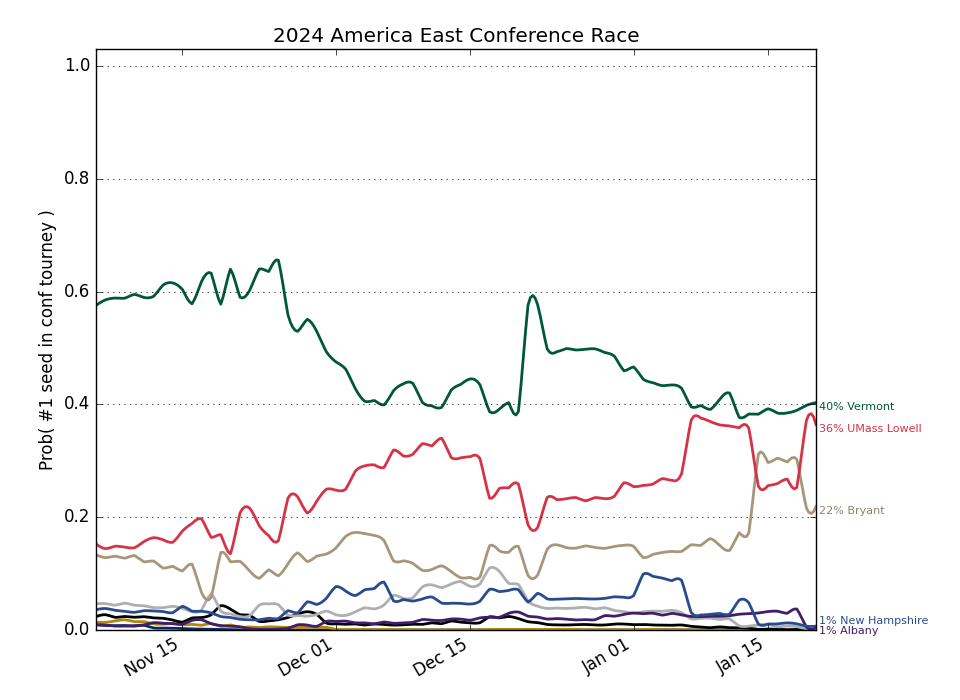 2024 America East Conference Race
1.0
0.8
0.6
0.4
0.2
0.0
Prob( #1 seed in conf tourney )
40% Vermont
36% UMass Lowell
22% Bryant
1% New Hampshire
1% Albany
Nov 15
Dec 01
Dec 15
Jan 01
Jan 15